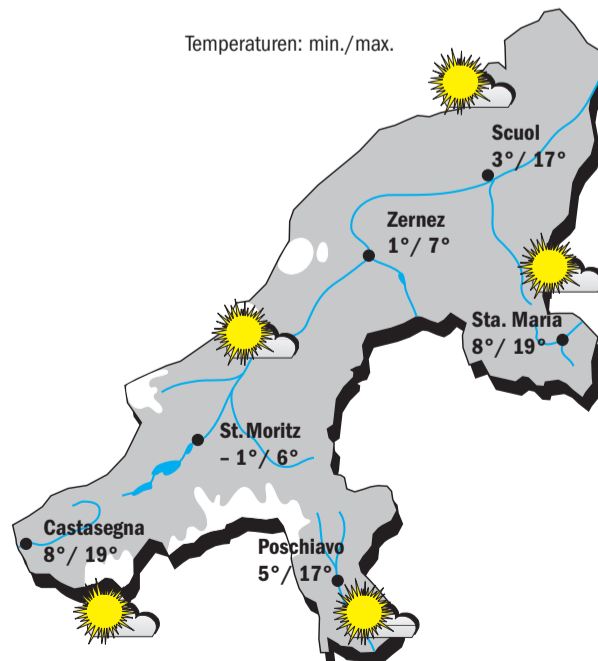 Temperaturen: min./max.
Scuol
3°/ 17°
Zernez
1°/ 7°
Sta. Maria
8°/ 19°
St. Moritz
– 1°/ 6°
Castasegna
8°/ 19°
Poschiavo
5°/ 17°